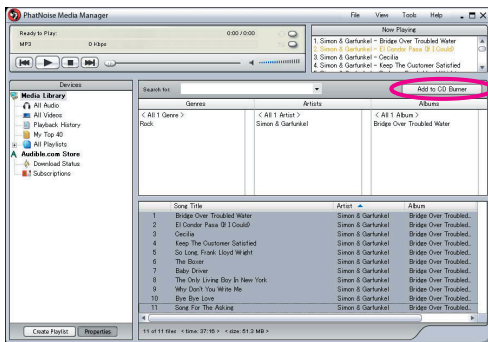 PhatNoise Media Manager File View Tools Help
Ready to Play: 0:00 / 0:00
MP3 0 Kbps
Now Playing
1. Simon & Garfunkel - Bridge Over Troubled Water
2. Simon & Garfunkel - El Condor Pasa (If I Could)
3. Simon & Garfunkel - Cecilia
4. Simon & Garfunkel - Keep The Customer Satisfied
Devices
Media Library
All Audio
All Videos
Playback History
My Top 40
All Playlists
Audible.com Store
Download Status
Subscriptions
Search for: Add to CD Burner
Genres Artists Albums
< All 1 Genre > < All 1 Artist > < All 1 Album >
Rock Simon & Garfunkel Bridge Over Troubled Water
Song Title Artist Album
1 Bridge Over Troubled Water Simon & Garfunkel Bridge Over Troubled...
2 El Condor Pasa (If I Could) Simon & Garfunkel Bridge Over Troubled...
3 Cecilia Simon & Garfunkel Bridge Over Troubled...
4 Keep The Customer Satisfied Simon & Garfunkel Bridge Over Troubled...
5 So Long, Frank Lloyd Wright Simon & Garfunkel Bridge Over Troubled...
6 The Boxer Simon & Garfunkel Bridge Over Troubled...
7 Baby Driver Simon & Garfunkel Bridge Over Troubled...
8 The Only Living Boy In New York Simon & Garfunkel Bridge Over Troubled...
9 Why Don't You Write Me Simon & Garfunkel Bridge Over Troubled...
10 Bye Bye Love Simon & Garfunkel Bridge Over Troubled...
11 Song For The Asking Simon & Garfunkel Bridge Over Troubled...
Create Playlist Properties 11 of 11 files < time: 37:16 > < size: 51.3 MB >